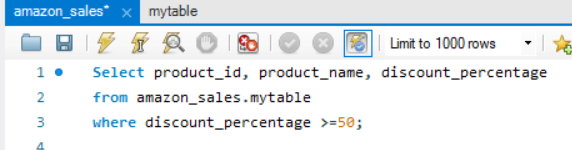 amazon_sales* × mytable
Limit to 1000 rows
1 Select product_id, product_name, discount_percentage
2 from amazon_sales.mytable
3 where discount_percentage >=50;
4